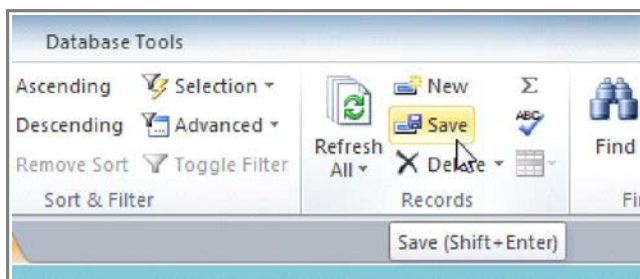 Database Tools
Ascending Selection New Σ
Descending Advanced Save ABC
Refresh All
Remove Sort Toggle Filter Delete
Find
Sort & Filter Records
Save (Shift+Enter)